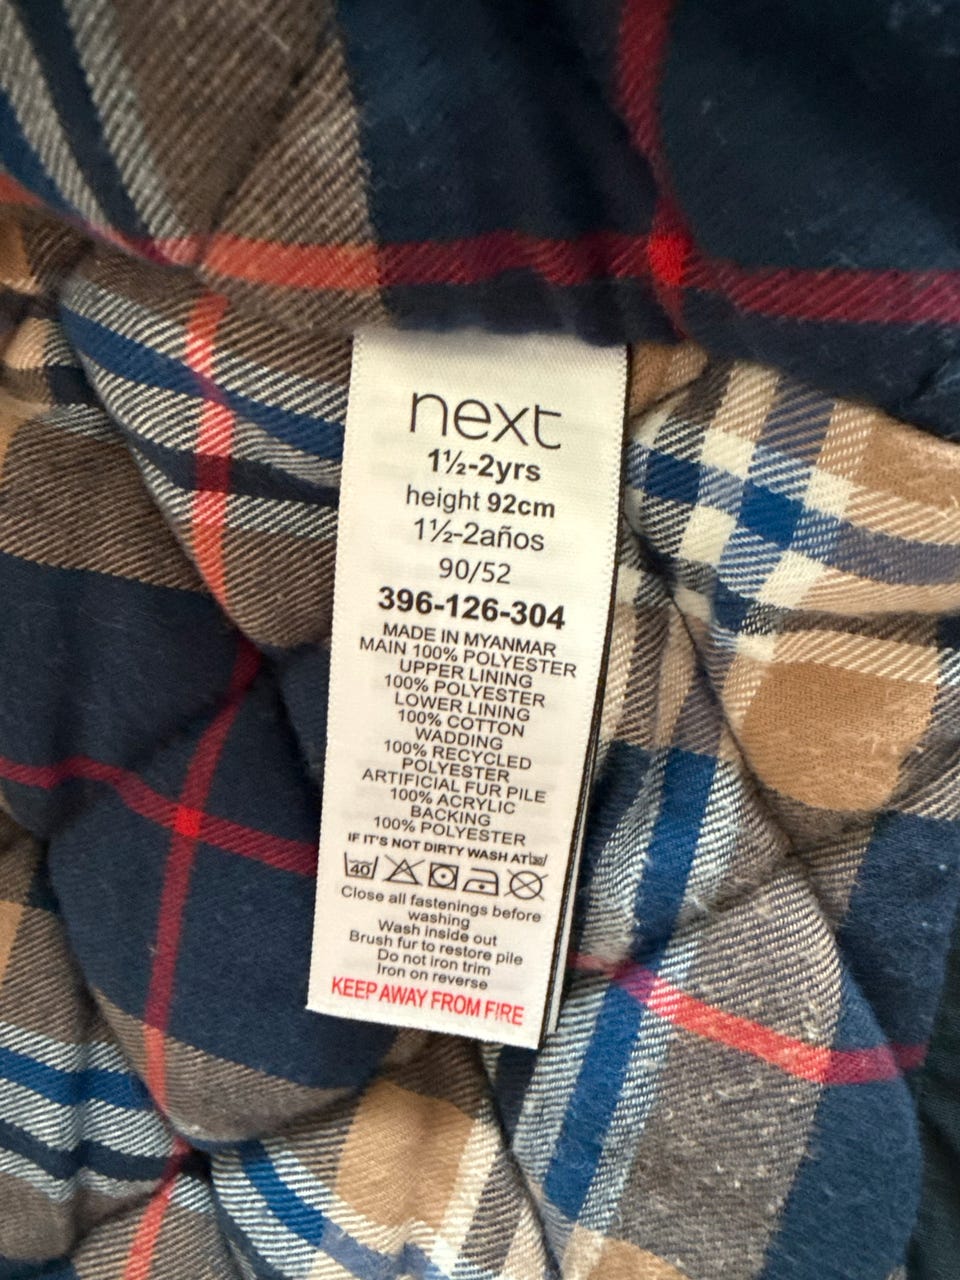 next
1½-2yrs
height 92cm
1½-2años
90/52
396-126-304
MADE IN MYANMAR
MAIN 100% POLYESTER
UPPER LINING
100% POLYESTER
LOWER LINING
100% COTTON
WADDING
100% RECYCLED
POLYESTER
ARTIFICIAL FUR PILE
100% ACRYLIC
BACKING
100% POLYESTER
IF IT'S NOT DIRTY WASH AT 30
40
Close all fastenings before
washing
Wash inside out
Brush fur to restore pile
Do not iron trim
Iron on reverse
KEEP AWAY FROM FIRE